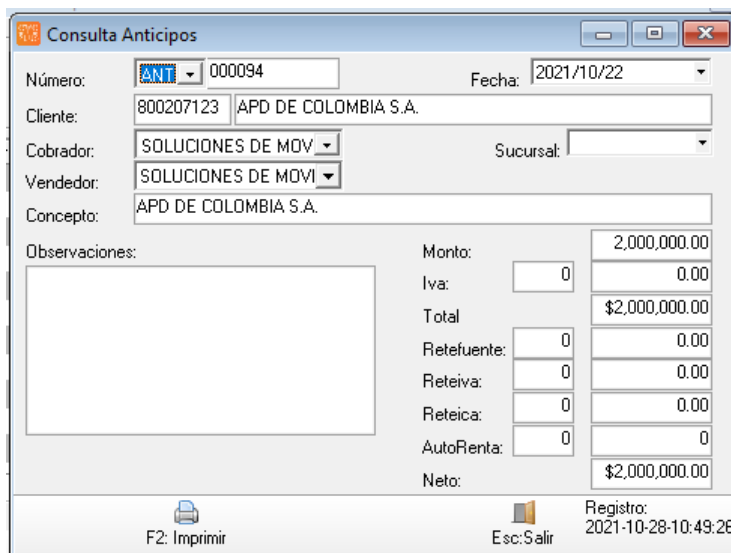 Consulta Anticipos
Número: ANT 000094 Fecha: 2021/10/22
Cliente: 800207123 APD DE COLOMBIA S.A.
Cobrador: SOLUCIONES DE MOV Sucursal:
Vendedor: SOLUCIONES DE MOVI
Concepto: APD DE COLOMBIA S.A.
Observaciones:
Monto: 2,000,000.00
Iva: 0 0.00
Total $2,000,000.00
Retefuente: 0 0.00
Reteiva: 0 0.00
Reteica: 0 0.00
AutoRenta: 0 0
Neto: $2,000,000.00
F2: Imprimir
Esc:Salir
Registro:
2021-10-28-10:49:26